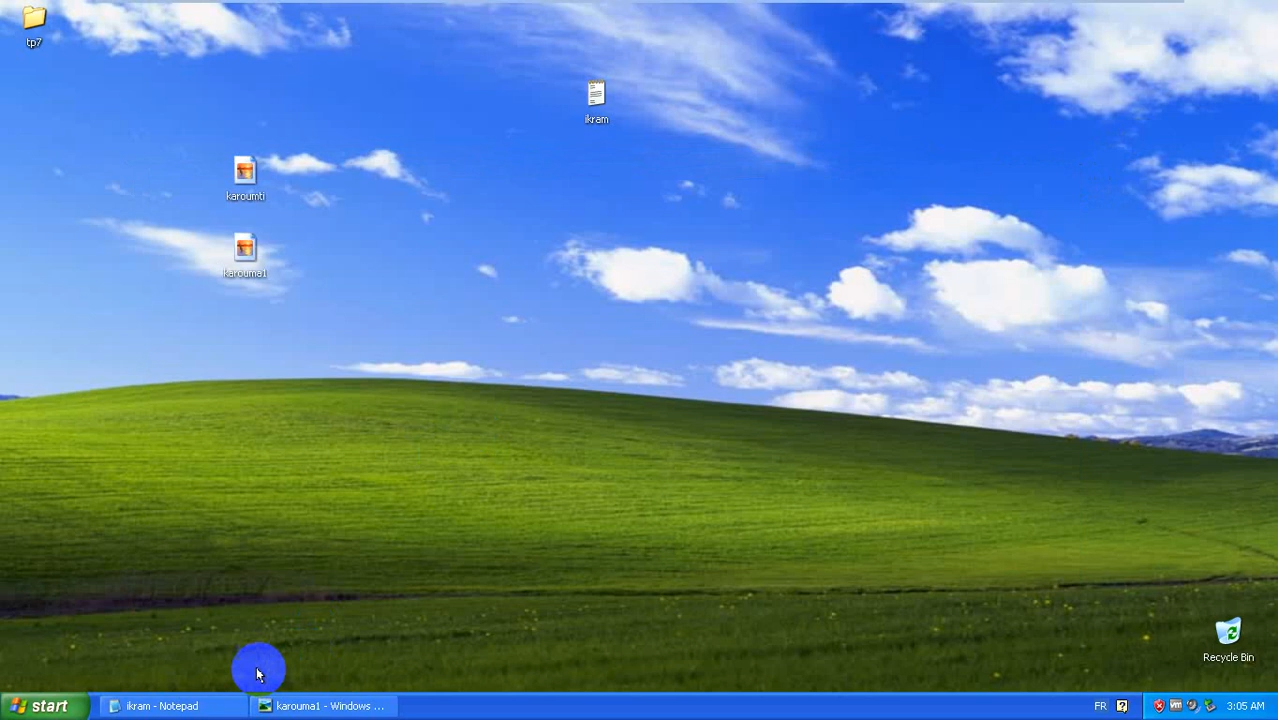 tp7
ikram
karoumti
karouma1
Recycle Bin
start
ikram - Notepad
karouma1 - Windows ...
FR
3:05 AM